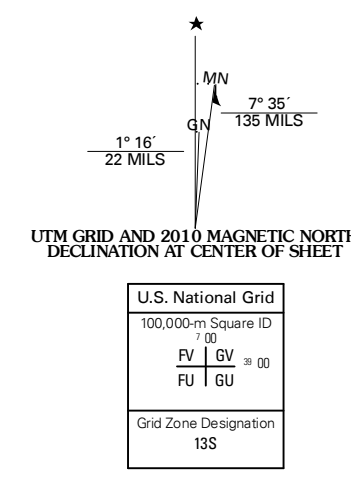 ★
MN
7° 35´
GN
135 MILS
1° 16´
22 MILS
UTM GRID AND 2010 MAGNETIC NORTH
DECLINATION AT CENTER OF SHEET
U.S. National Grid
100,000-m Square ID
7 00
FV GV
39 00
FU GU
Grid Zone Designation
13S